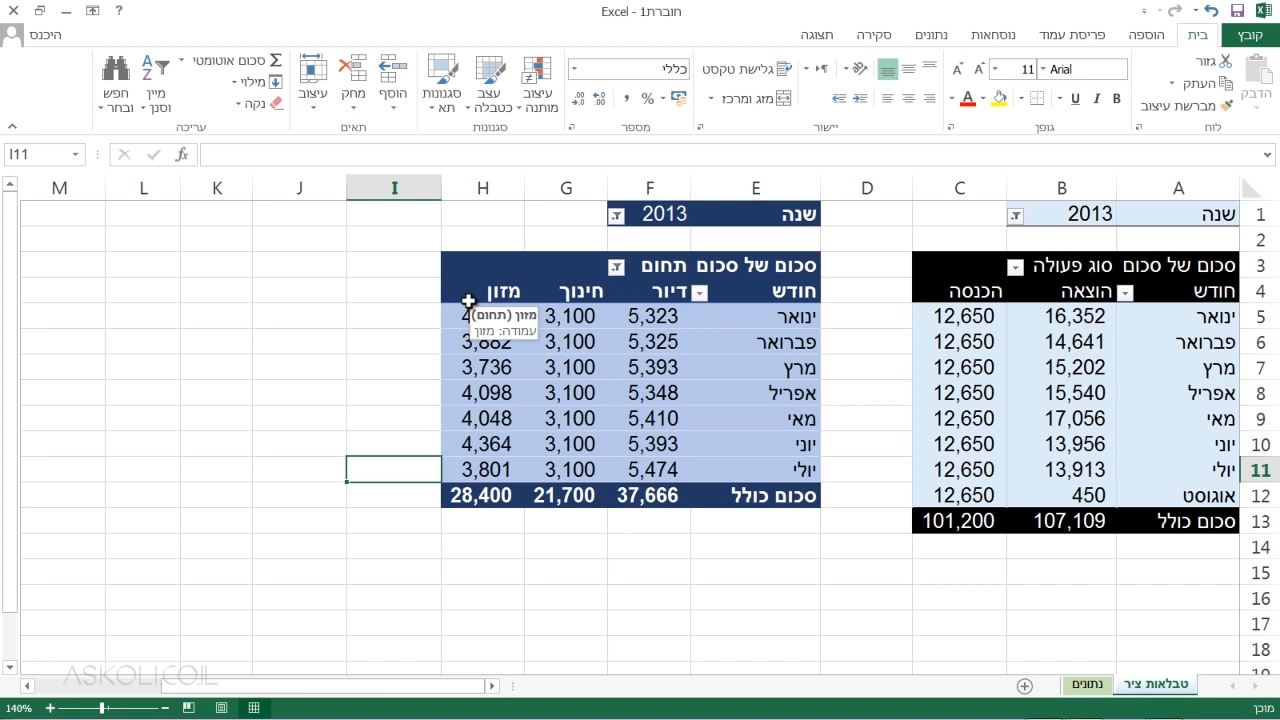 חוברת1 - Excel
היכנס
קובץ בית הוספה פריסת עמוד נוסחאות נתונים סקירה תצוגה
הדבק
גזור
העתק
מברשת עיצוב
לוח
Arial 11
B I U A
גופן
גלישת טקסט
מזג ומרכז
יישור
כללי
% ,
מספר
עיצוב מותנה
עצב כטבלה
סגנונות תא
סגנונות
הוסף
מחק
עיצוב
תאים
סכום אוטומטי
מילוי
נקה
מיין וסנן
חפש ובחר
עריכה
I11 fx
A B C D E F G H I J K L M
1 שנה 2013 שנה 2013
2
3 סכום של סכום סוג פעולה סכום של סכום תחום
4 חודש הוצאה הכנסה חודש דיור חינוך מזון
5 ינואר 16,352 12,650 ינואר 5,323 3,100
6 פברואר 14,641 12,650 פברואר 5,325 3,100 3,882
7 מרץ 15,202 12,650 מרץ 5,393 3,100 3,736
8 אפריל 15,540 12,650 אפריל 5,348 3,100 4,098
9 מאי 17,056 12,650 מאי 5,410 3,100 4,048
10 יוני 13,956 12,650 יוני 5,393 3,100 4,364
11 יולי 13,913 12,650 יולי 5,474 3,100 3,801
12 אוגוסט 450 12,650 סכום כולל 37,666 21,700 28,400
13 סכום כולל 107,109 101,200
14
15
16
17
18
מזון (תחום)
עמודה: מזון
ASKOLI.CO.IL
טבלאות ציר נתונים
מוכן
140%